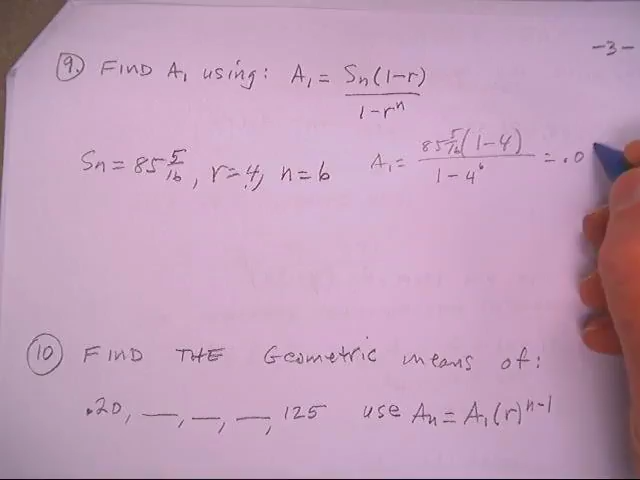 -3-
9. FIND A₁ using: A₁ = Sn(1-r) / 1-rⁿ
Sn = 85 5/16, r=4, n=6
A₁ = 85 5/16 (1-4) / 1-4⁶ = .0
10 FIND THE Geometric means of:
.20, __, __, __, 125 use An = A₁(r)ⁿ⁻¹